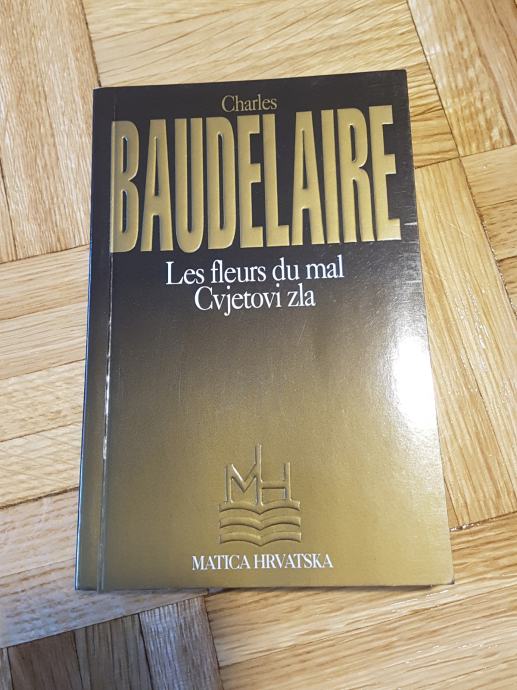 Charles
BAUDELAIRE
Les fleurs du mal
Cvjetovi zla
MH
MATICA HRVATSKA